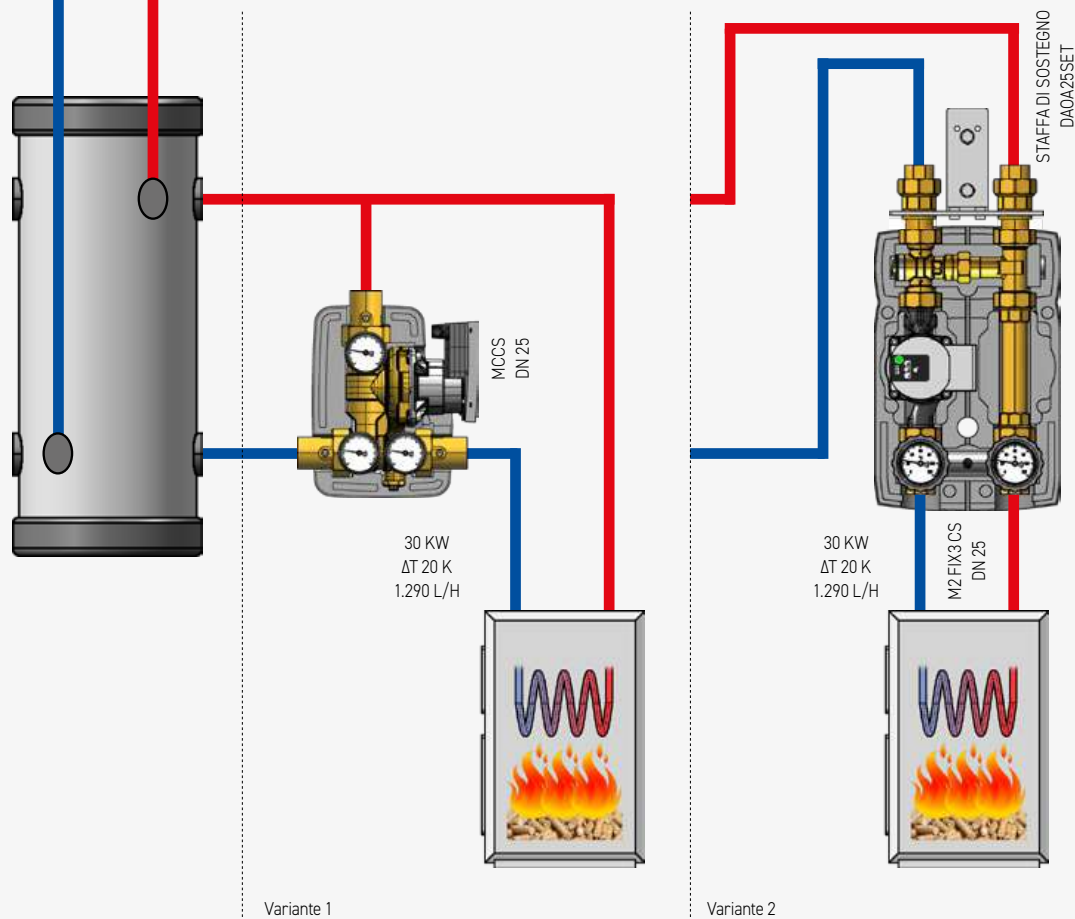 STAFFA DI SOSTEGNO
DA0A25SET
MCCS
DN 25
30 KW
ΔT 20 K
1.290 L/H
30 KW
ΔT 20 K
1.290 L/H
M2 FIX3 CS
DN 25
Variante 1
Variante 2